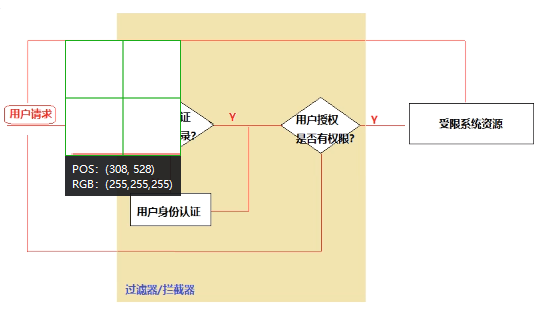 用户请求
证
录?
Y
用户授权
是否有权限?
Y
受限系统资源
POS: (308, 528)
RGB: (255,255,255)
用户身份认证
过滤器/拦截器